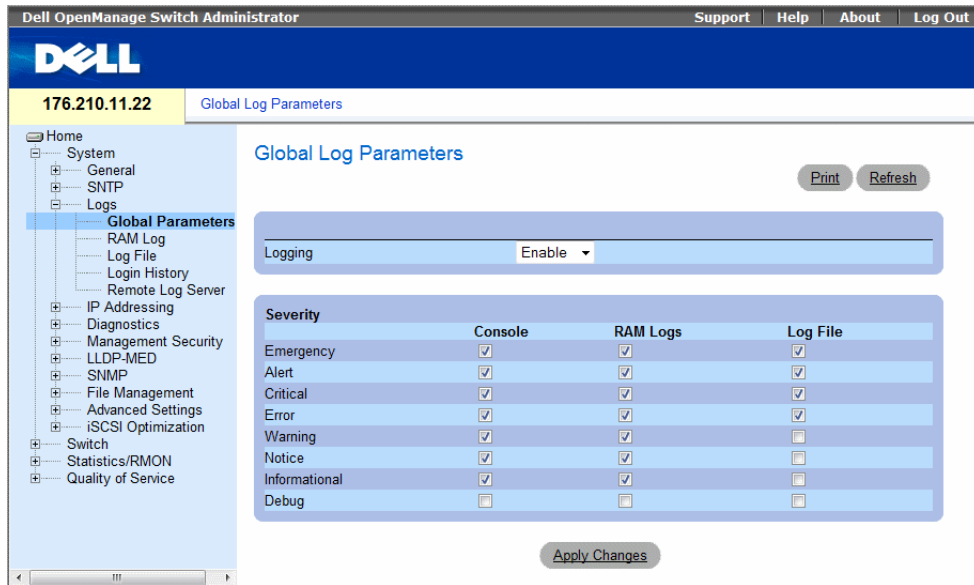 Dell OpenManage Switch Administrator
Support Help About Log Out
DELL
176.210.11.22
Global Log Parameters
Home
System
General
SNTP
Logs
Global Parameters
RAM Log
Log File
Login History
Remote Log Server
IP Addressing
Diagnostics
Management Security
LLDP-MED
SNMP
File Management
Advanced Settings
iSCSI Optimization
Switch
Statistics/RMON
Quality of Service
Global Log Parameters
Print Refresh
Logging Enable
Severity
Console RAM Logs Log File
Emergency
Alert
Critical
Error
Warning
Notice
Informational
Debug
Apply Changes